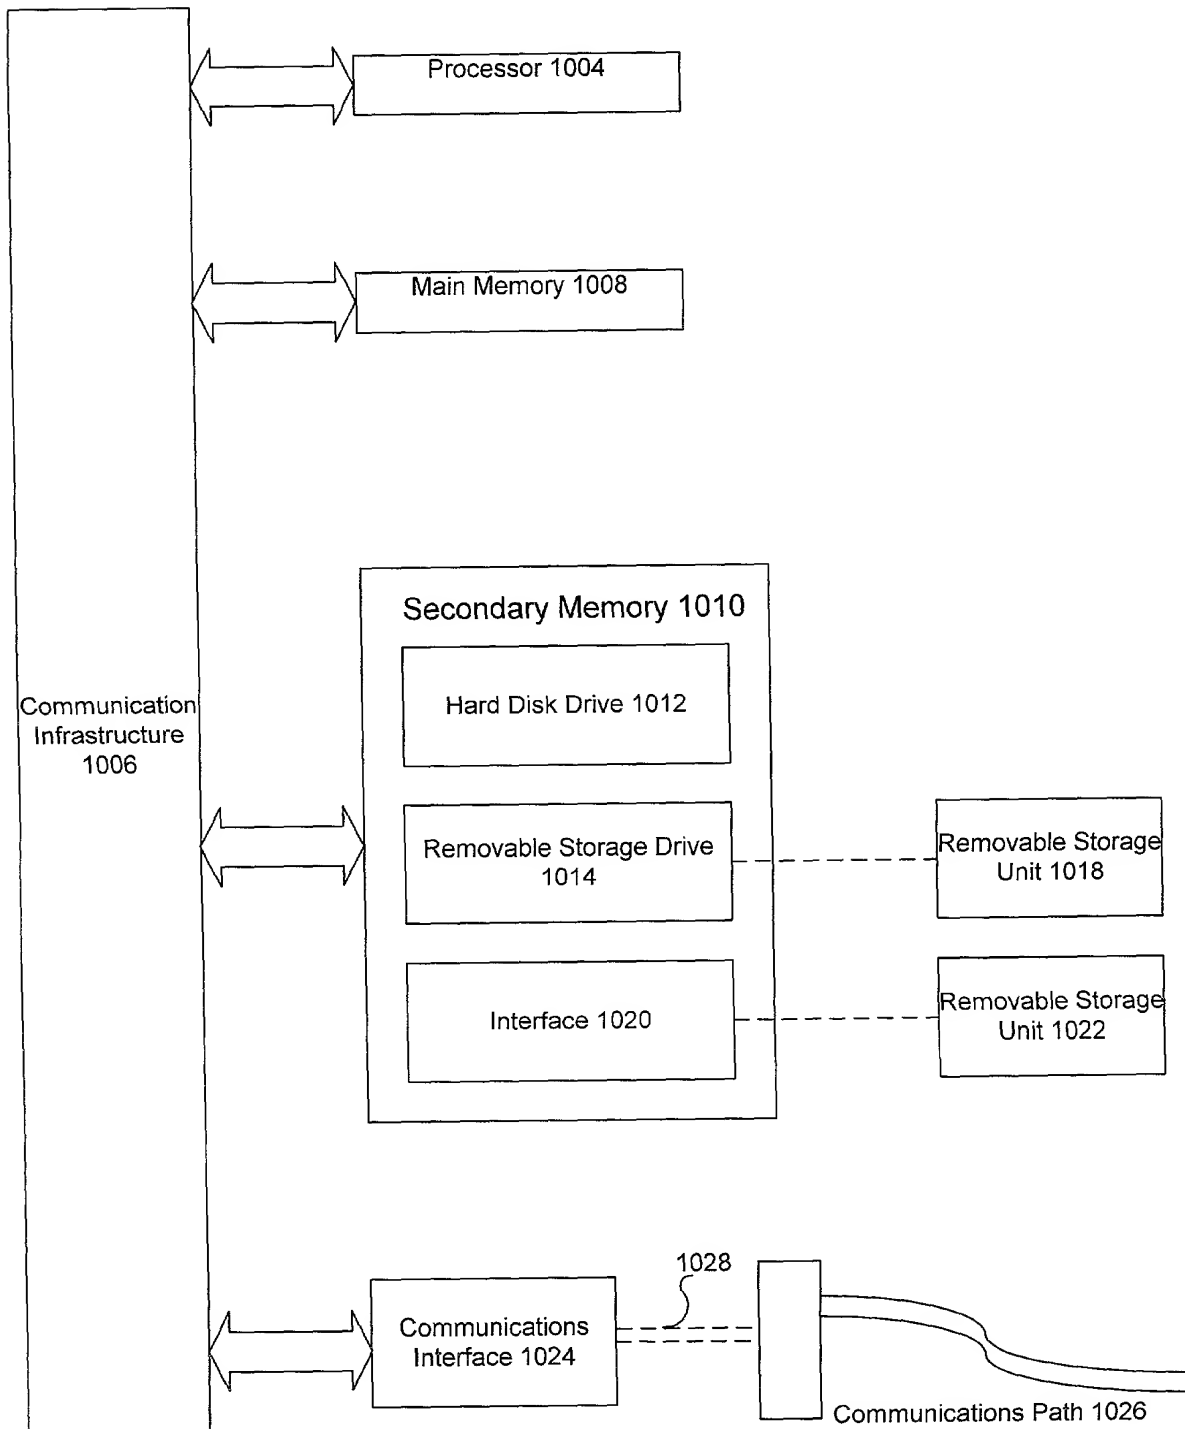 Processor 1004
Main Memory 1008
Secondary Memory 1010
Hard Disk Drive 1012
Communication
Infrastructure
1006
Removable Storage Drive
1014
Removable Storage
Unit 1018
Interface 1020
Removable Storage
Unit 1022
1028
Communications
Interface 1024
Communications Path 1026